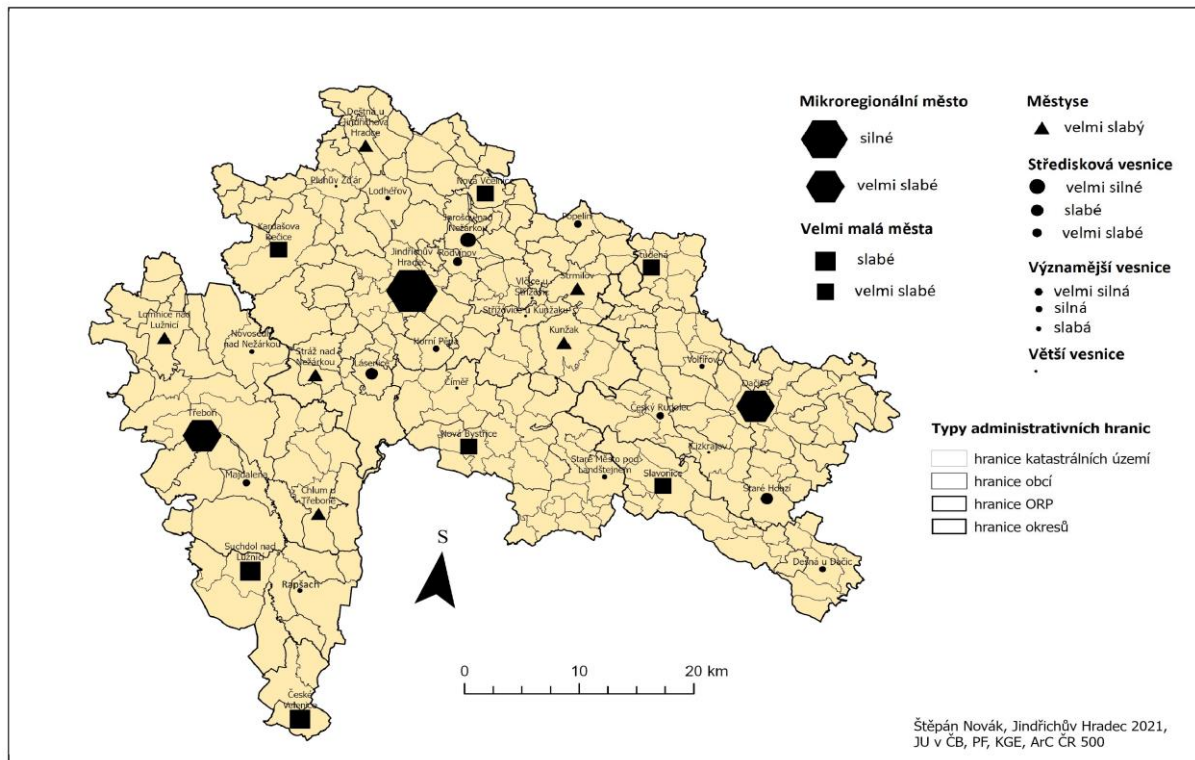 Deštná u
Jindřichova
Hradce
Pluhův Žďár
Lodhéřov
Nová Včelnice
Jarošov nad
Nežárkou
Popelín
Kardašova
Řečice
Jindřichův
Hradec
Rodvínov
Studená
Strmilov
Vlčice u
Střížovice u Kunžaku
Lomnice nad
Lužnicí
Novosedly
nad Nežárkou
Stráž nad
Nežárkou
Lásenice
Horní Pěna
Kunžak
Číměř
Volfířov
Dačice
Třeboň
Český Rudolec
Nová Bystřice
Cizkrajov
Staré Město pod
Landštejnem
Slavonice
Staré Hobzí
Majdalena
Chlum u
Třeboně
Suchdol nad
Lužnicí
Rapšach
Dešná u Dačic
České
Velenice
S
0 10 20 km
Mikroregionální město
silné
velmi slabé
Velmi malá města
slabé
velmi slabé
Městyse
velmi slabý
Středisková vesnice
velmi silné
slabé
velmi slabé
Význámější vesnice
velmi silná
silná
slabá
Větší vesnice
Typy administrativních hranic
hranice katastrálních území
hranice obcí
hranice ORP
hranice okresů
Štěpán Novák, Jindřichův Hradec 2021,
JU v ČB, PF, KGE, ArC ČR 500